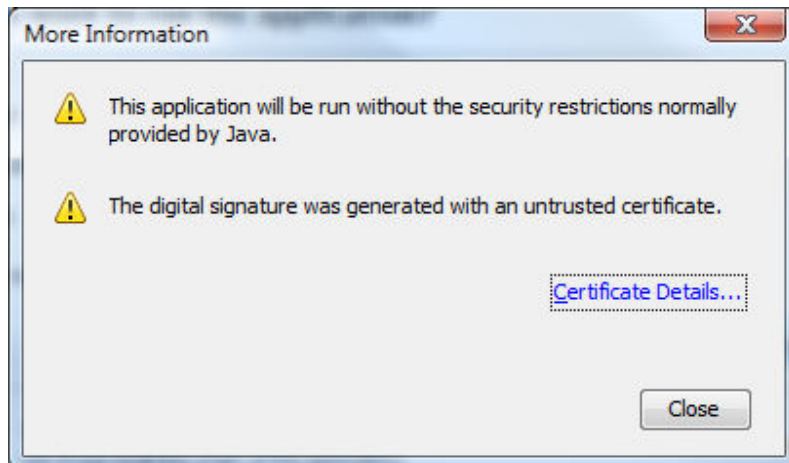 More Information
This application will be run without the security restrictions normally
provided by Java.
The digital signature was generated with an untrusted certificate.
Certificate Details...
Close